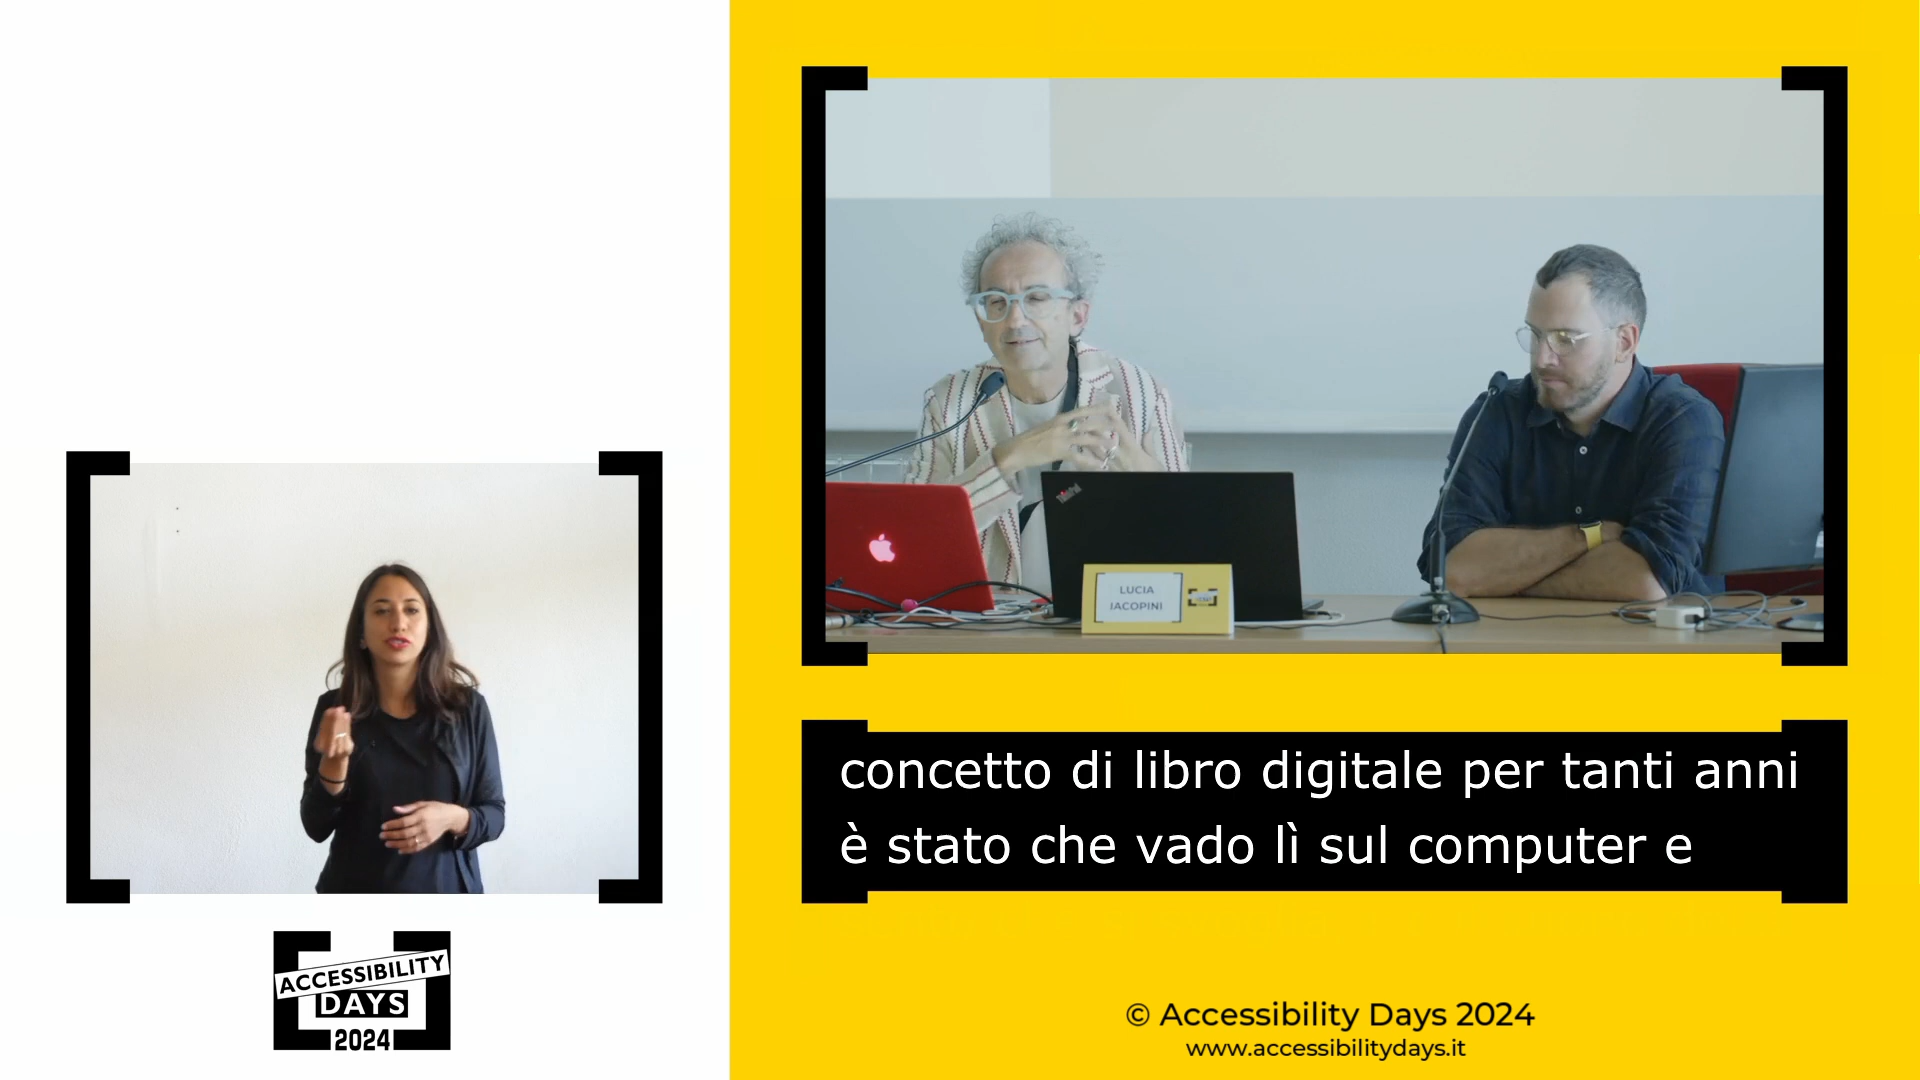 LUCIA
IACOPINI
concetto di libro digitale per tanti anni
è stato che vado lì sul computer e
ACCESSIBILITY
DAYS
2024
© Accessibility Days 2024
www.accessibilitydays.it